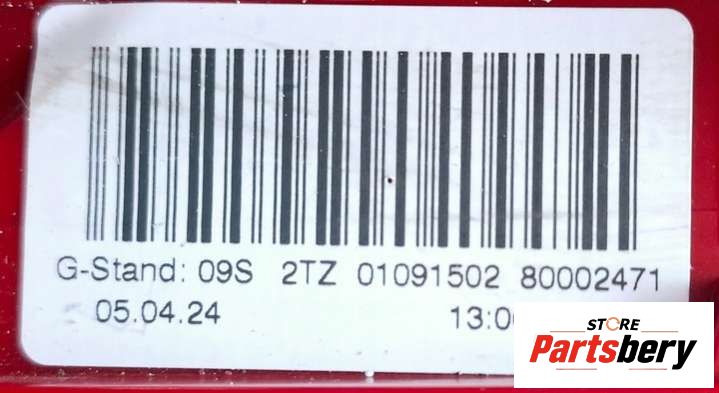 G-Stand: 09S 2TZ 01091502 80002471
05.04.24
STORE
Partsbery